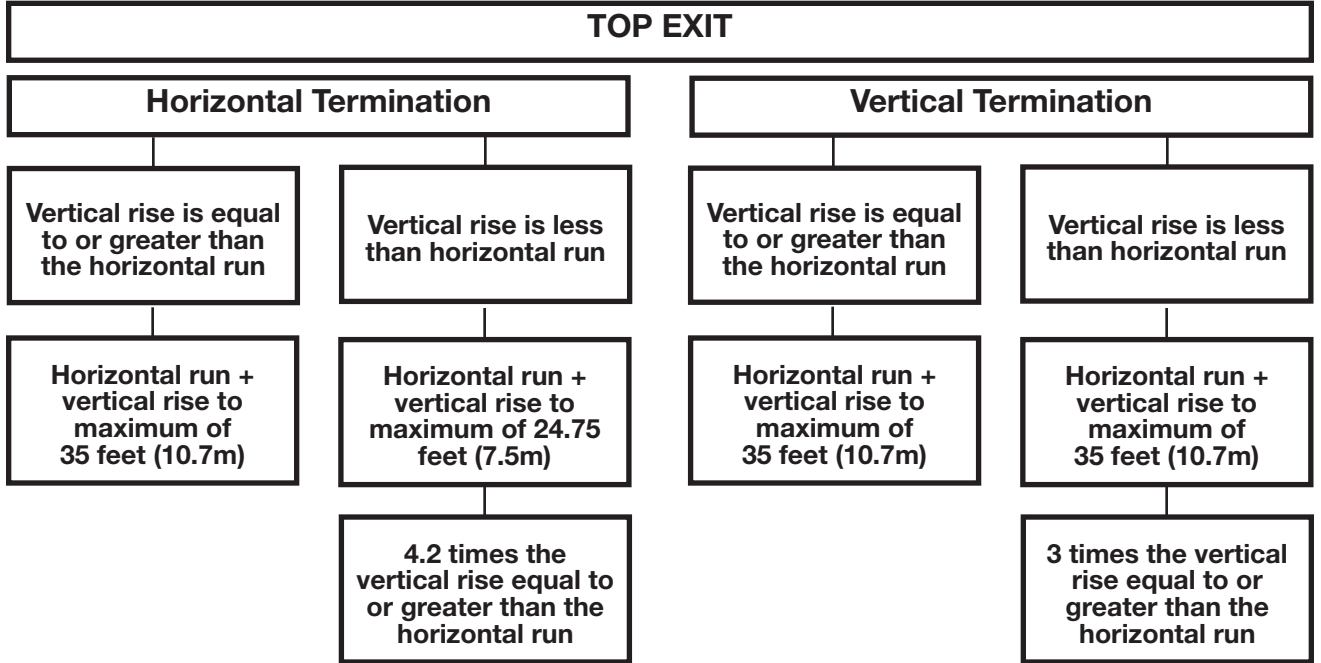 TOP EXIT
Horizontal Termination
Vertical rise is equal
to or greater than
the horizontal run
Horizontal run +
vertical rise to
maximum of
35 feet (10.7m)
Vertical rise is less
than horizontal run
Horizontal run +
vertical rise to
maximum of 24.75
feet (7.5m)
4.2 times the
vertical rise equal to
or greater than the
horizontal run
Vertical Termination
Vertical rise is equal
to or greater than
the horizontal run
Horizontal run +
vertical rise to
maximum of
35 feet (10.7m)
Vertical rise is less
than horizontal run
Horizontal run +
vertical rise to
maximum of
35 feet (10.7m)
3 times the vertical
rise equal to or
greater than the
horizontal run